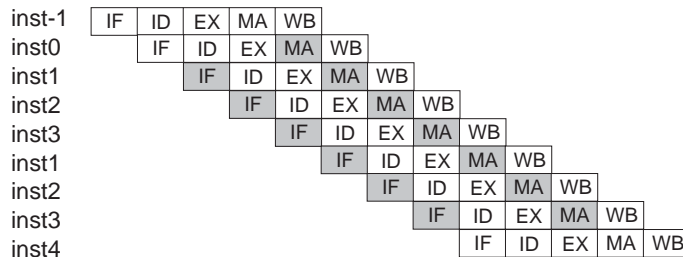 inst-1 IF ID EX MA WB
inst0 IF ID EX MA WB
inst1 IF ID EX MA WB
inst2 IF ID EX MA WB
inst3 IF ID EX MA WB
inst1 IF ID EX MA WB
inst2 IF ID EX MA WB
inst3 IF ID EX MA WB
inst4 IF ID EX MA WB